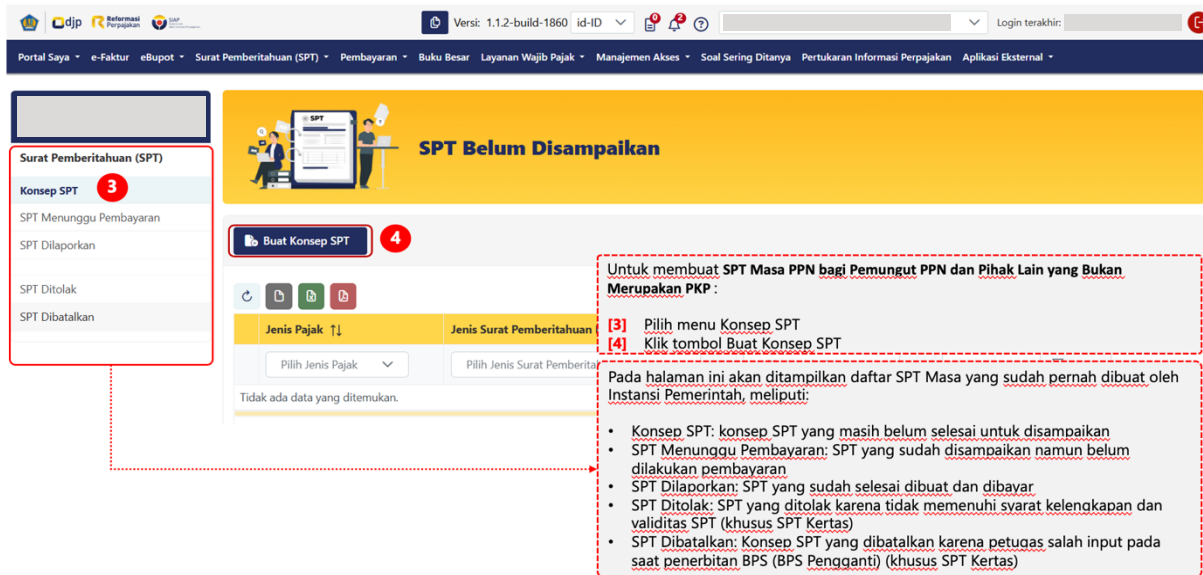 djp
Reformasi
Perpajakan
SIAP
Versi: 1.1.2-build-1860
id-ID
Login terakhir:
Portal Saya
e-Faktur
eBupot
Surat Pemberitahuan (SPT)
Pembayaran
Buku Besar
Layanan Wajib Pajak
Manajemen Akses
Soal Sering Ditanya
Pertukaran Informasi Perpajakan
Aplikasi Eksternal
Surat Pemberitahuan (SPT)
Konsep SPT
3
SPT Menunggu Pembayaran
SPT Dilaporkan
SPT Ditolak
SPT Dibatalkan
SPT
SPT Belum Disampaikan
Buat Konsep SPT
4
Jenis Pajak
Jenis Surat Pemberitahuan
Pilih Jenis Pajak
Pilih Jenis Surat Pemberita
Tidak ada data yang ditemukan.
Untuk membuat SPT Masa PPN bagi Pemungut PPN dan Pihak Lain yang Bukan
Merupakan PKP :
[3] Pilih menu Konsep SPT
[4] Klik tombol Buat Konsep SPT
Pada halaman ini akan ditampilkan daftar SPT Masa yang sudah pernah dibuat oleh
Instansi Pemerintah, meliputi:
• Konsep SPT: konsep SPT yang masih belum selesai untuk disampaikan
• SPT Menunggu Pembayaran: SPT yang sudah disampaikan namun belum
dilakukan pembayaran
• SPT Dilaporkan: SPT yang sudah selesai dibuat dan dibayar
• SPT Ditolak: SPT yang ditolak karena tidak memenuhi syarat kelengkapan dan
validitas SPT (khusus SPT Kertas)
• SPT Dibatalkan: Konsep SPT yang dibatalkan karena petugas salah input pada
saat penerbitan BPS (BPS Pengganti) (khusus SPT Kertas)